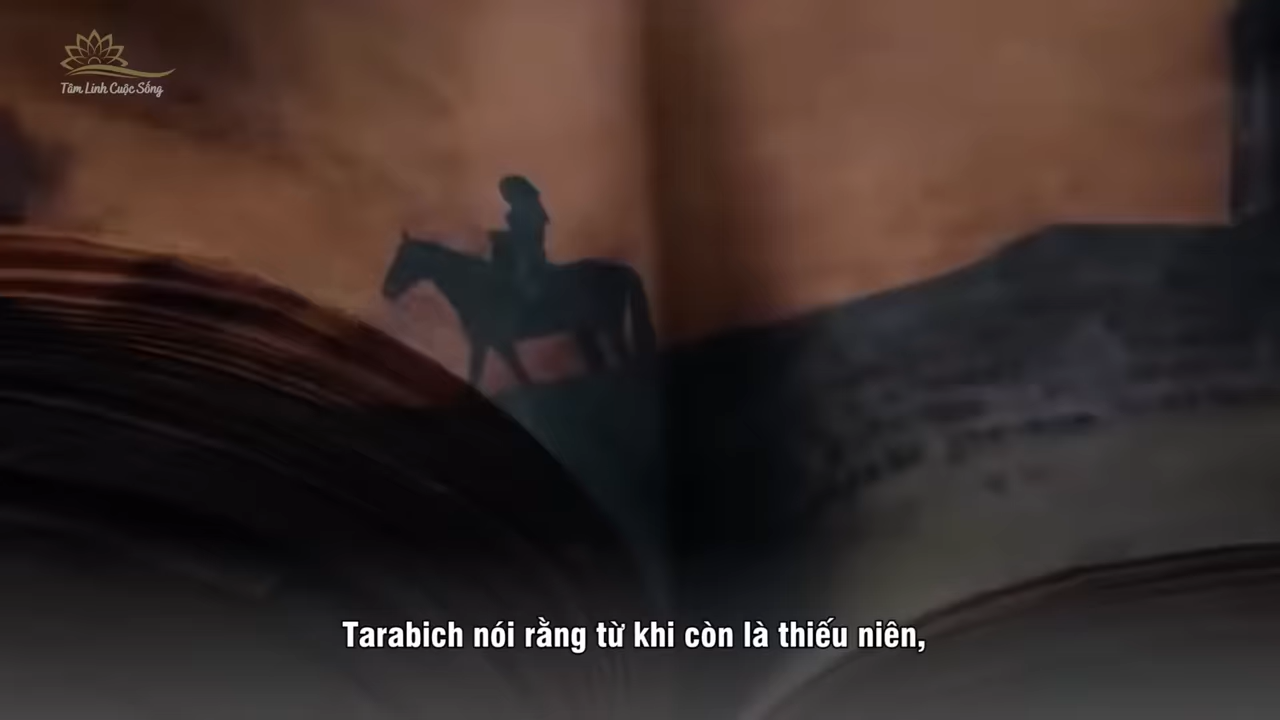 Tâm Linh Cuộc Sống
Tarabich nói rằng từ khi còn là thiếu niên,